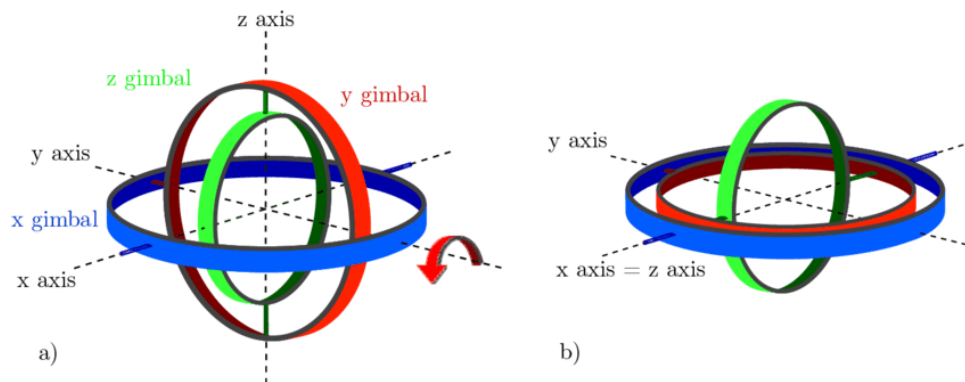 z axis
z gimbal
y gimbal
y axis
x gimbal
x axis
a)
y axis
x axis = z axis
b)